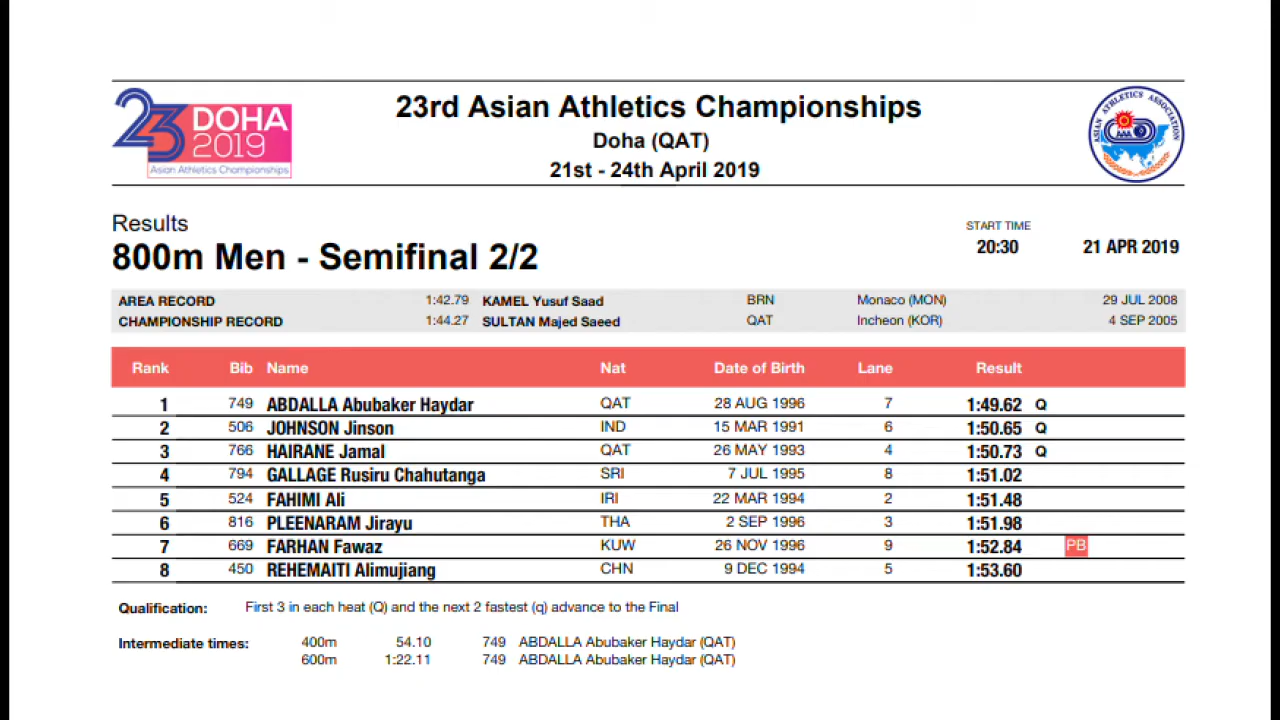 23 DOHA 2019
Asian Athletics Championships
23rd Asian Athletics Championships
Doha (QAT)
21st - 24th April 2019
ASIAN ATHLETICS ASSOCIATION
AAA
Results
800m Men - Semifinal 2/2
START TIME
20:30 21 APR 2019
AREA RECORD 1:42.79 KAMEL Yusuf Saad BRN Monaco (MON) 29 JUL 2008
CHAMPIONSHIP RECORD 1:44.27 SULTAN Majed Saeed QAT Incheon (KOR) 4 SEP 2005
Rank Bib Name Nat Date of Birth Lane Result
1 749 ABDALLA Abubaker Haydar QAT 28 AUG 1996 7 1:49.62 Q
2 506 JOHNSON Jinson IND 15 MAR 1991 6 1:50.65 Q
3 766 HAIRANE Jamal QAT 26 MAY 1993 4 1:50.73 Q
4 794 GALLAGE Rusiru Chahutanga SRI 7 JUL 1995 8 1:51.02
5 524 FAHIMI Ali IRI 22 MAR 1994 2 1:51.48
6 816 PLEENARAM Jirayu THA 2 SEP 1996 3 1:51.98
7 669 FARHAN Fawaz KUW 26 NOV 1996 9 1:52.84 PB
8 450 REHEMAITI Alimujiang CHN 9 DEC 1994 5 1:53.60
Qualification: First 3 in each heat (Q) and the next 2 fastest (q) advance to the Final
Intermediate times: 400m 54.10 749 ABDALLA Abubaker Haydar (QAT)
600m 1:22.11 749 ABDALLA Abubaker Haydar (QAT)